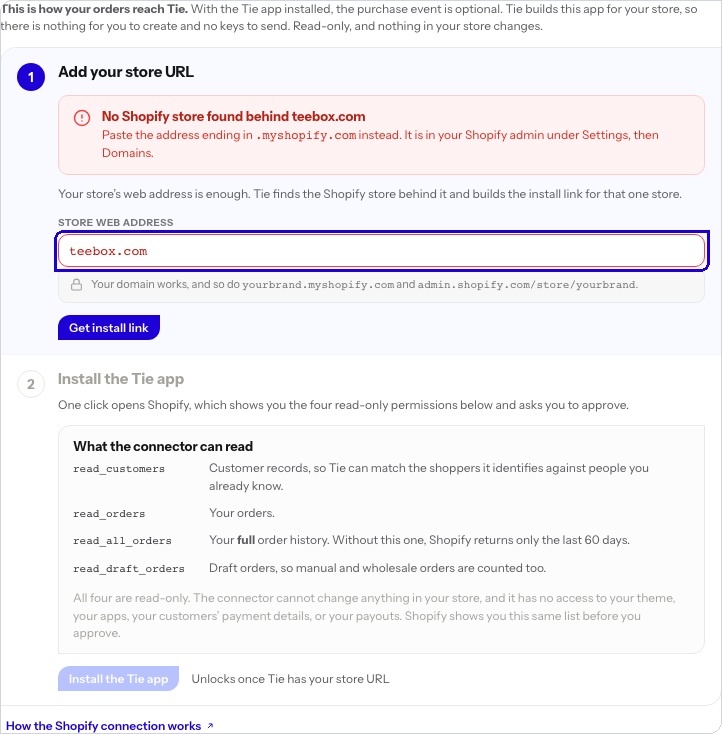 This is how your orders reach Tie. With the Tie app installed, the purchase event is optional. Tie builds this app for your store, so
there is nothing for you to create and no keys to send. Read-only, and nothing in your store changes.
1
Add your store URL
No Shopify store found behind teebox.com
Paste the address ending in .myshopify.com instead. It is in your Shopify admin under Settings, then
Domains.
Your store's web address is enough. Tie finds the Shopify store behind it and builds the install link for that one store.
STORE WEB ADDRESS
teebox.com
Your domain works, and so do yourbrand.myshopify.com and admin.shopify.com/store/yourbrand.
Get install link
2
Install the Tie app
One click opens Shopify, which shows you the four read-only permissions below and asks you to approve.
What the connector can read
read_customers Customer records, so Tie can match the shoppers it identifies against people you
already know.
read_orders Your orders.
read_all_orders Your full order history. Without this one, Shopify returns only the last 60 days.
read_draft_orders Draft orders, so manual and wholesale orders are counted too.
All four are read-only. The connector cannot change anything in your store, and it has no access to your theme,
your apps, your customers' payment details, or your payouts. Shopify shows you this same list before you
approve.
Install the Tie app Unlocks once Tie has your store URL
How the Shopify connection works ↗